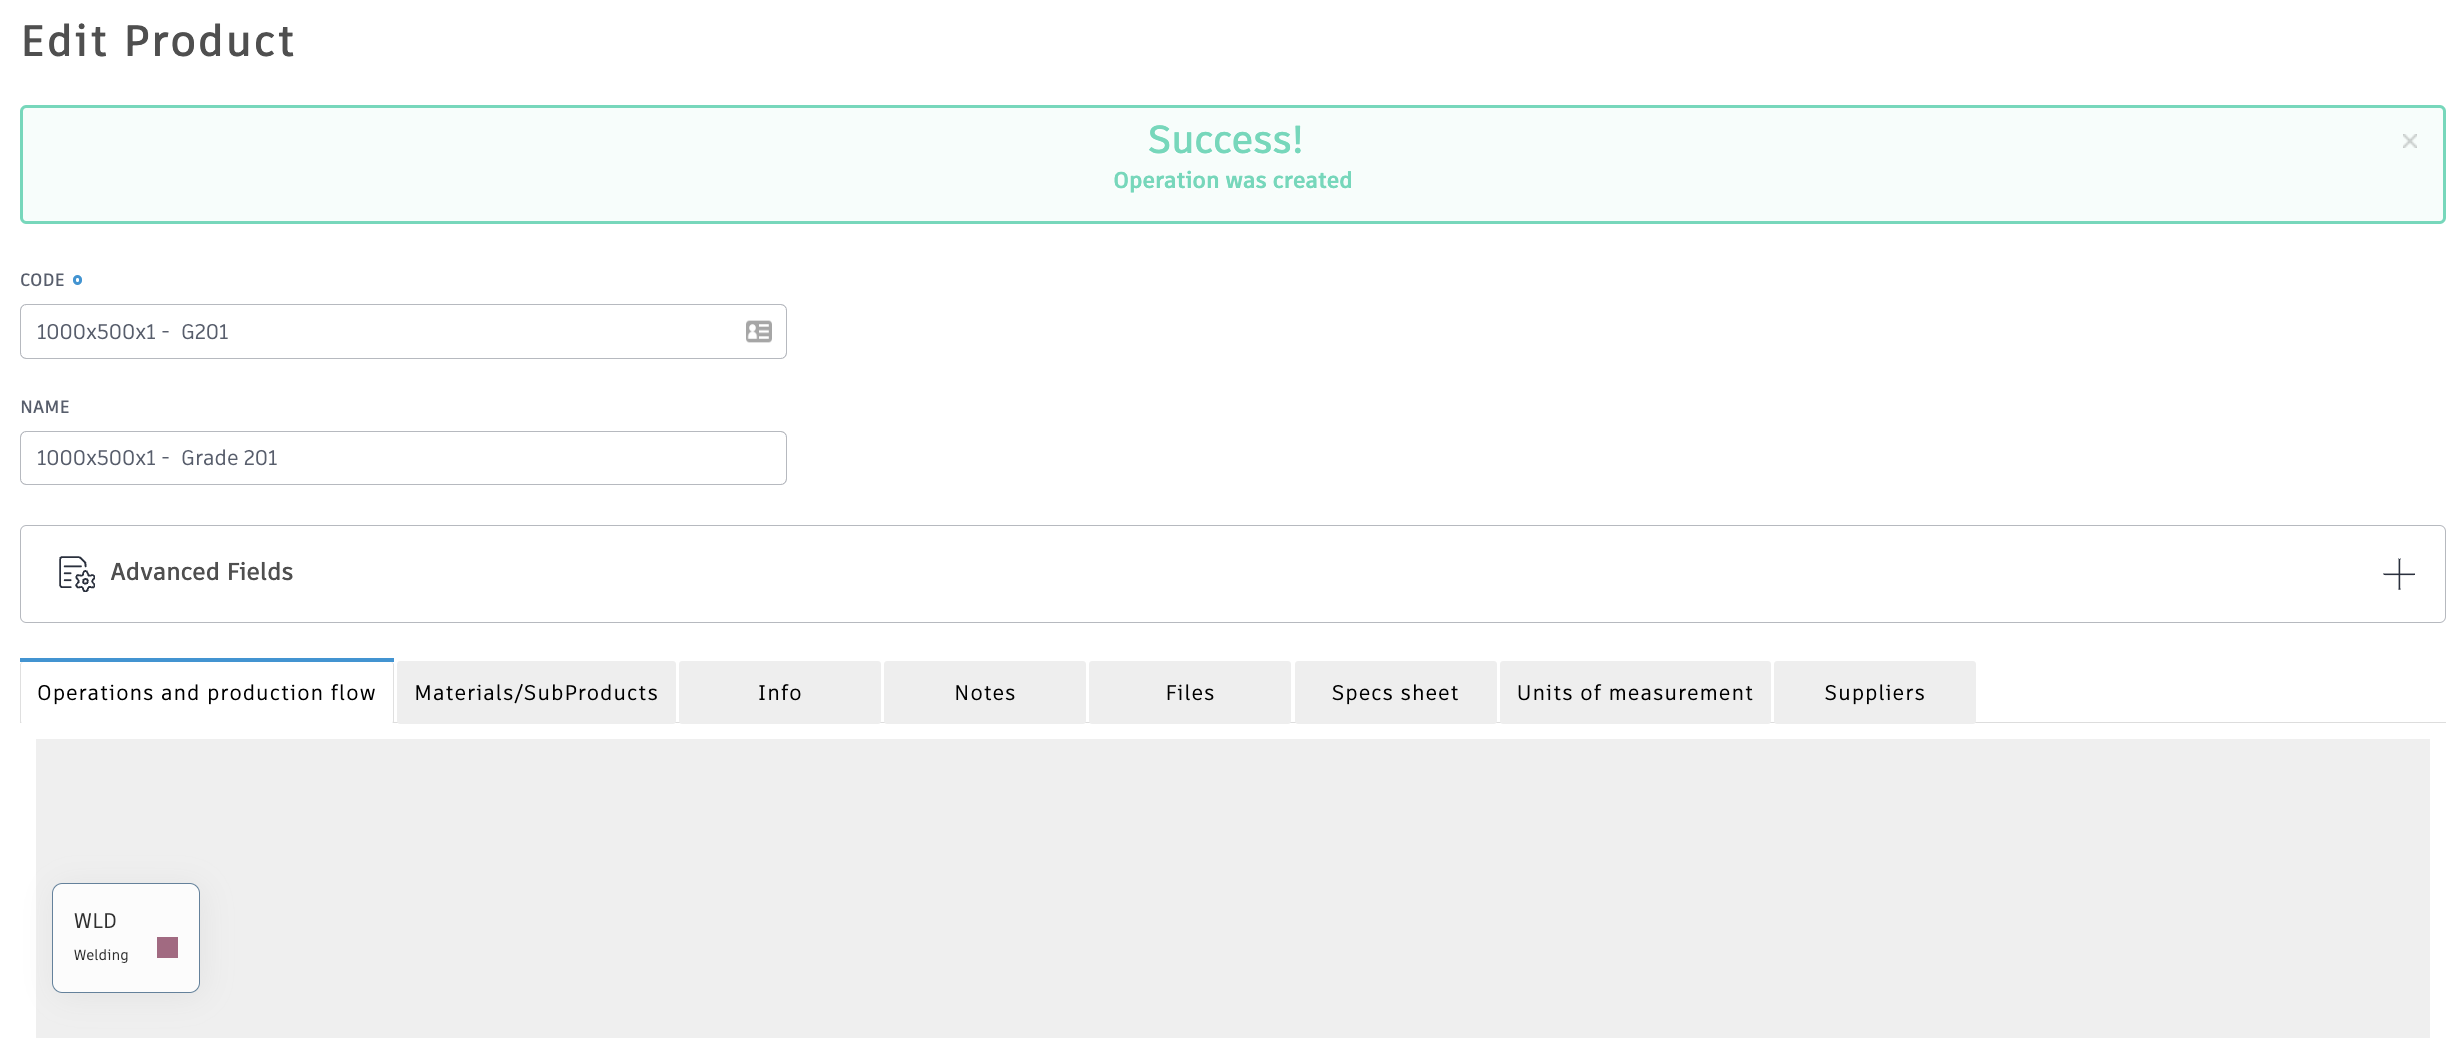 Edit Product
Success!
×
Operation was created
CODE
1000x500x1 -  G201
NAME
1000x500x1 -  Grade 201
Advanced Fields
Operations and production flow
Materials/SubProducts
Info
Notes
Files
Specs sheet
Units of measurement
Suppliers
WLD
Welding